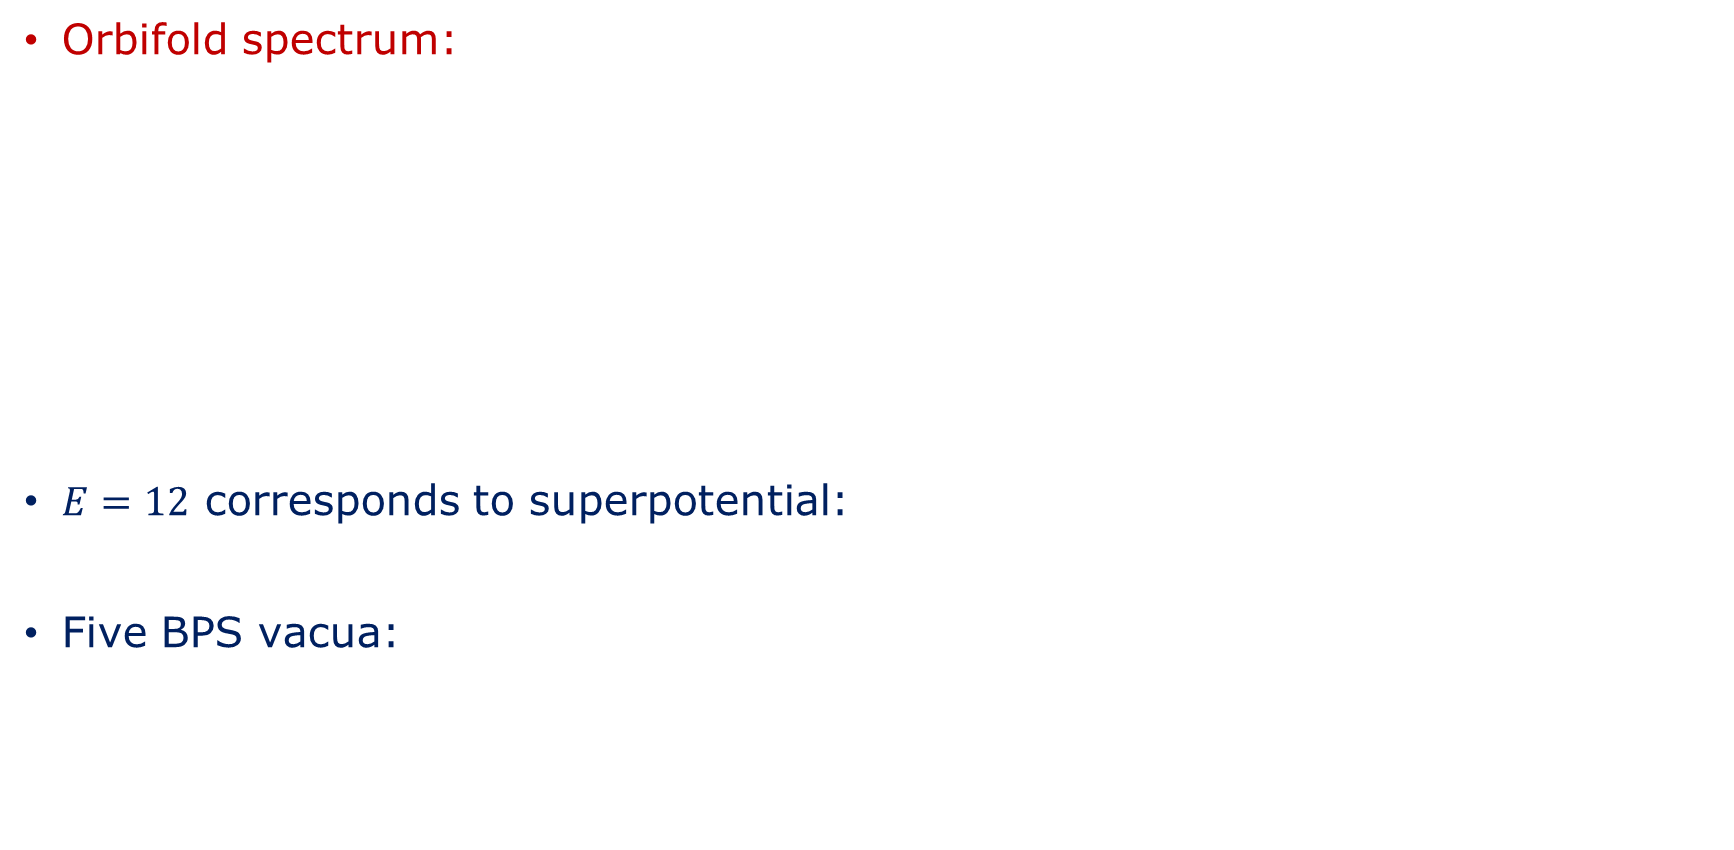 • Orbifold spectrum:
• E = 12 corresponds to superpotential:
• Five BPS vacua: